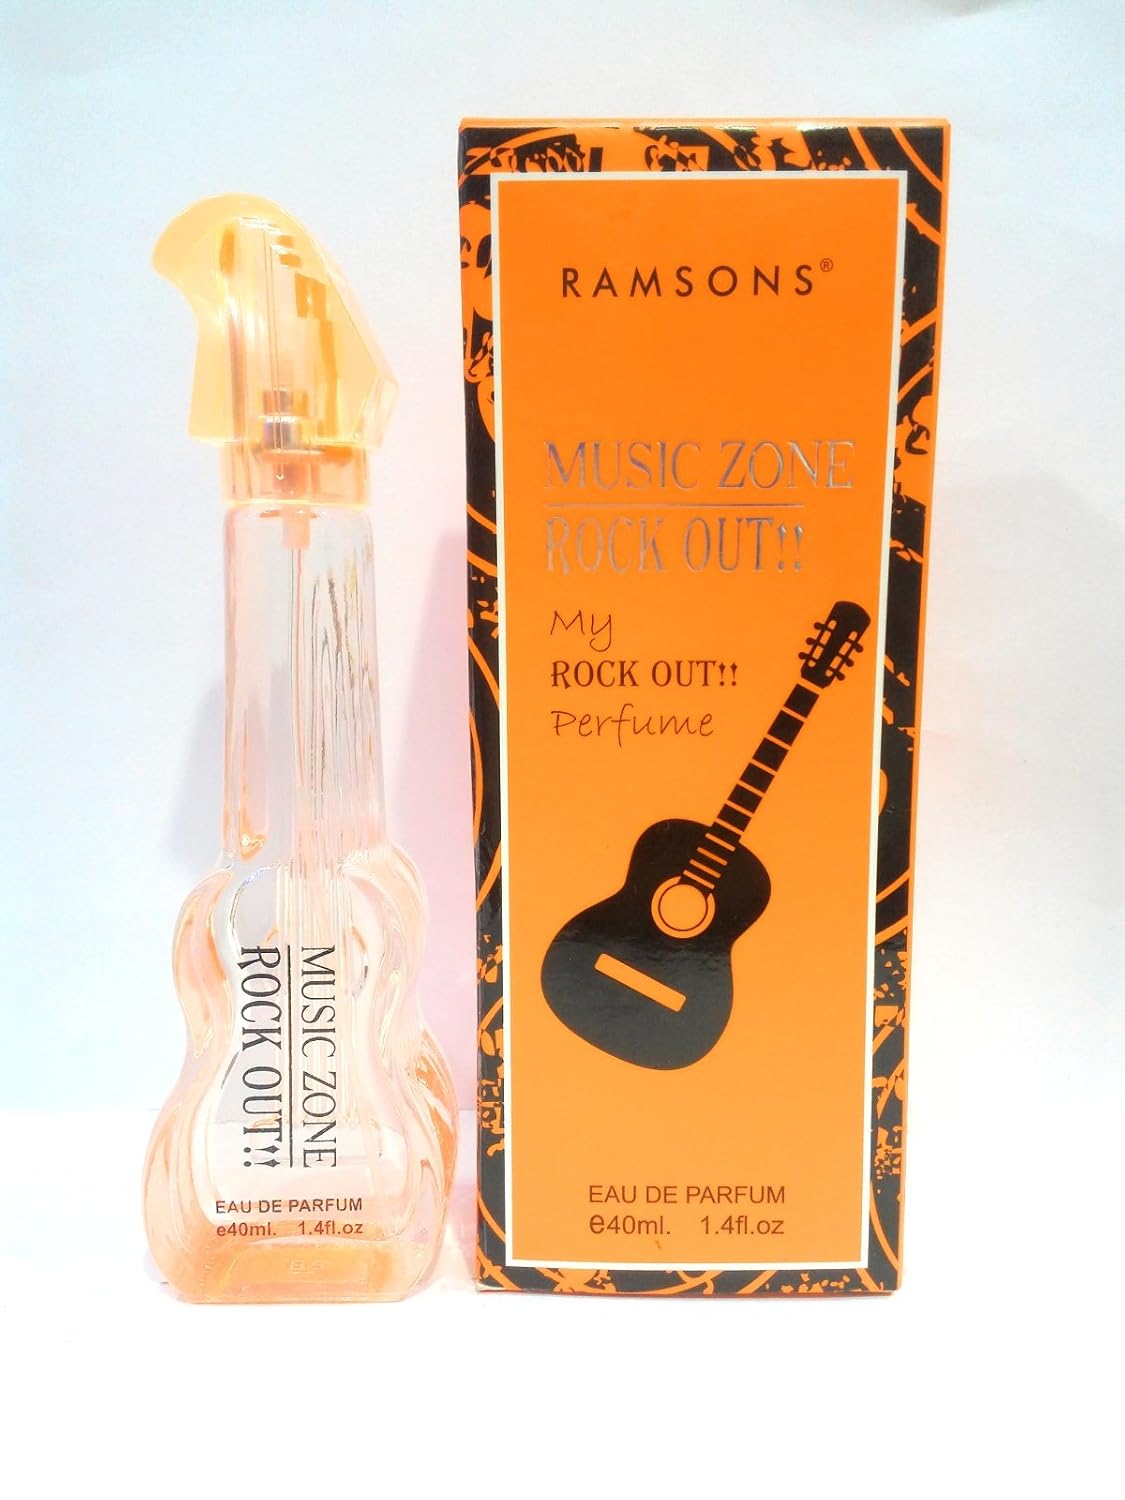 RAMSONS®
MUSIC ZONE
ROCK OUT!!
My
ROCK OUT!!
Perfume
EAU DE PARFUM
e40ml. 1.4fl.oz
MUSIC ZONE
ROCK OUT!!
EAU DE PARFUM
e40ml. 1.4fl.oz